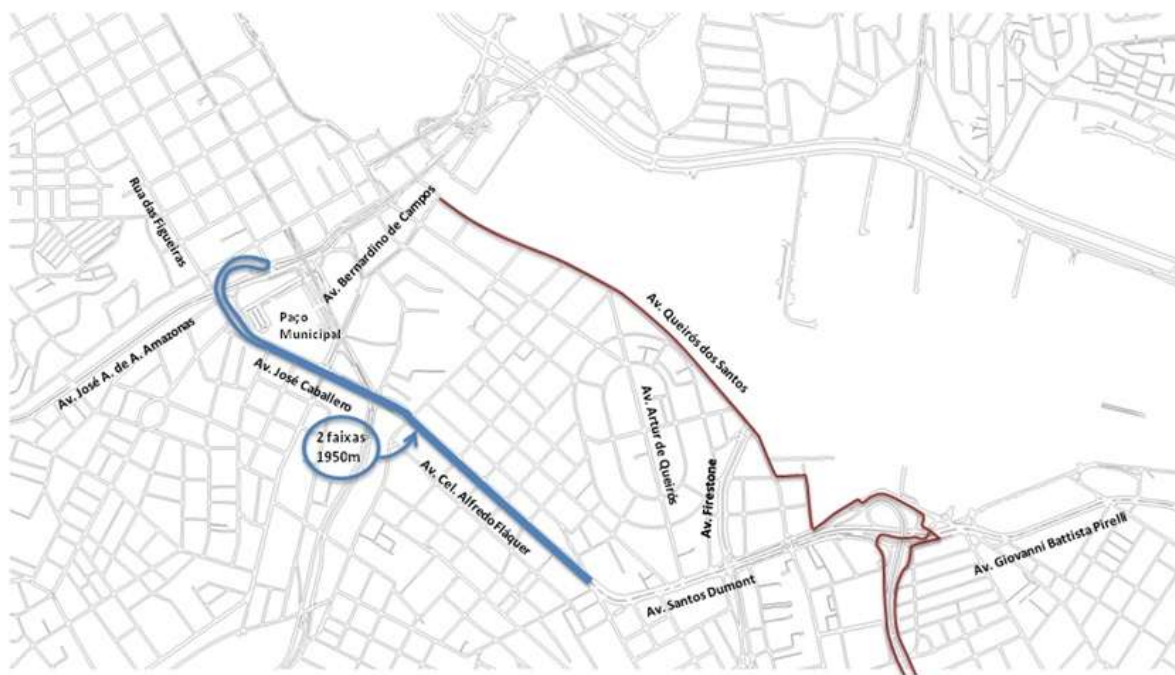 Rua das Figueiras
Av. Bernardino de Campos
Paço
Municipal
Av. José A. de A. Amazonas
Av. José Caballero
2 faixas
1950m
Av. Cel. Alfredo Fláquer
Av. Queirós dos Santos
Av. Artur de Queirós
Av. Firestone
Av. Santos Dumont
Av. Giovanni Battista Pirelli